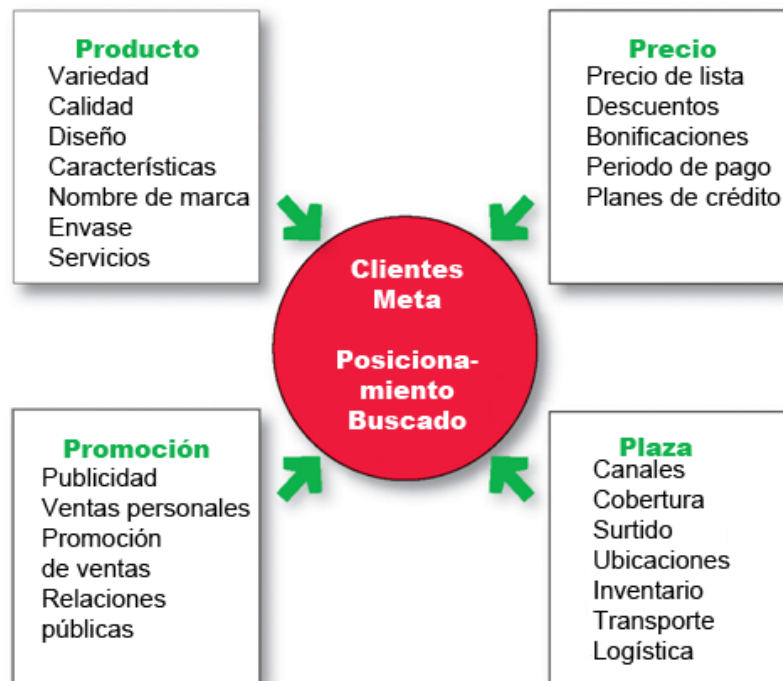 Producto
Variedad
Calidad
Diseño
Características
Nombre de marca
Envase
Servicios
Precio
Precio de lista
Descuentos
Bonificaciones
Periodo de pago
Planes de crédito
Clientes
Meta
Posiciona-
miento
Buscado
Promoción
Publicidad
Ventas personales
Promoción
de ventas
Relaciones
públicas
Plaza
Canales
Cobertura
Surtido
Ubicaciones
Inventario
Transporte
Logística